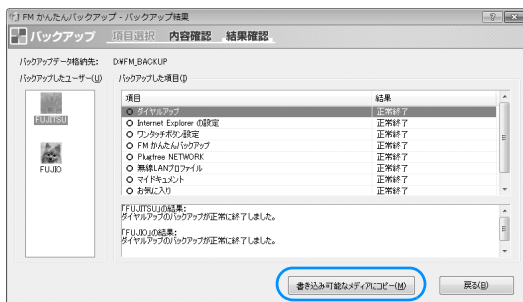 FM かんたんバックアップ - バックアップ結果
バックアップ 項目選択 内容確認 結果確認
バックアップデータ格納先: D:¥FM_BACKUP
バックアップしたユーザー(U) バックアップした項目(I)
FUJITSU
FUJIO
項目 結果
ダイヤルアップ 正常終了
Internet Explorer の設定 正常終了
ワンタッチボタン設定 正常終了
FM かんたんバックアップ 正常終了
Plugfree NETWORK 正常終了
無線LANプロファイル 正常終了
マイドキュメント 正常終了
お気に入り 正常終了
「FUJITSU」の結果:
ダイヤルアップのバックアップが正常に終了しました。
「FUJIO」の結果:
ダイヤルアップのバックアップが正常に終了しました。
書き込み可能なメディアにコピー(M) 戻る(B)